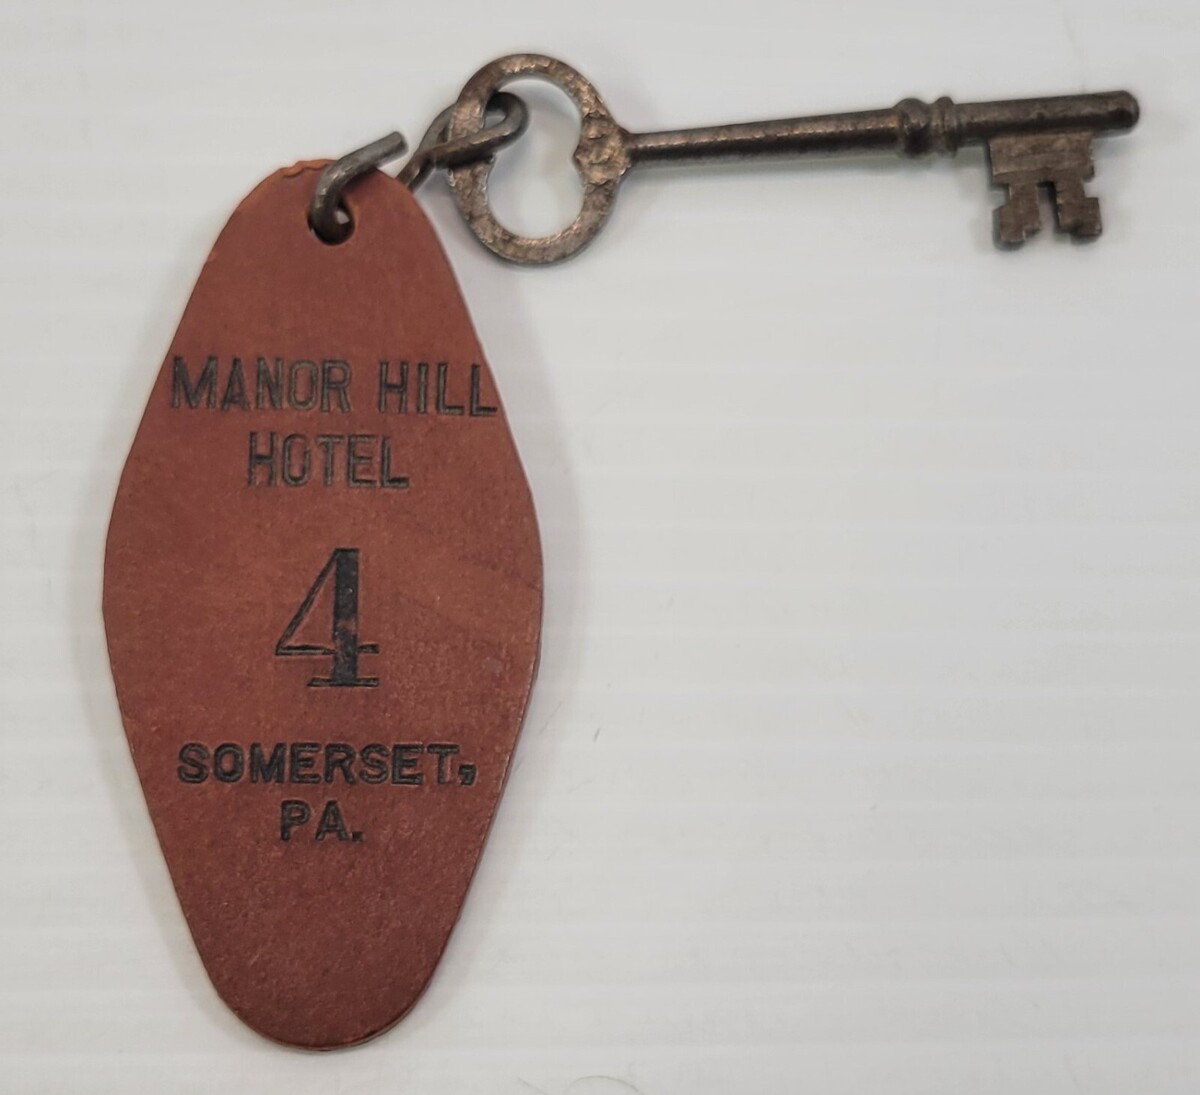 MANOR HILL
HOTEL
4
SOMERSET,
PA.